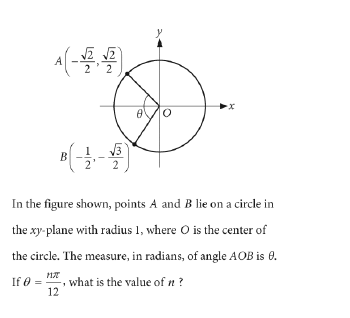 y
A(-√2/2, √2/2)
x
θ O
B(-1/2, -√3/2)
In the figure shown, points A and B lie on a circle in
the xy-plane with radius 1, where O is the center of
the circle. The measure, in radians, of angle AOB is θ.
If θ = nπ/12, what is the value of n ?